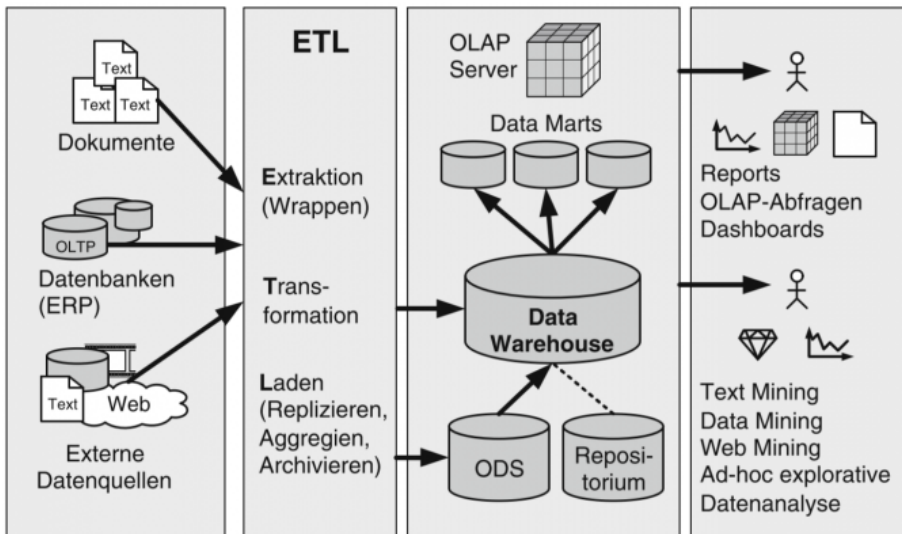 Text
Text
Text
Dokumente
OLTP
Datenbanken
(ERP)
Text
Web
Externe
Datenquellen
ETL
Extraktion
(Wrappen)
Trans-
formation
Laden
(Replizieren,
Aggregien,
Archivieren)
OLAP
Server
Data Marts
Data
Warehouse
ODS
Reposi-
torium
Reports
OLAP-Abfragen
Dashboards
Text Mining
Data Mining
Web Mining
Ad-hoc explorative
Datenanalyse